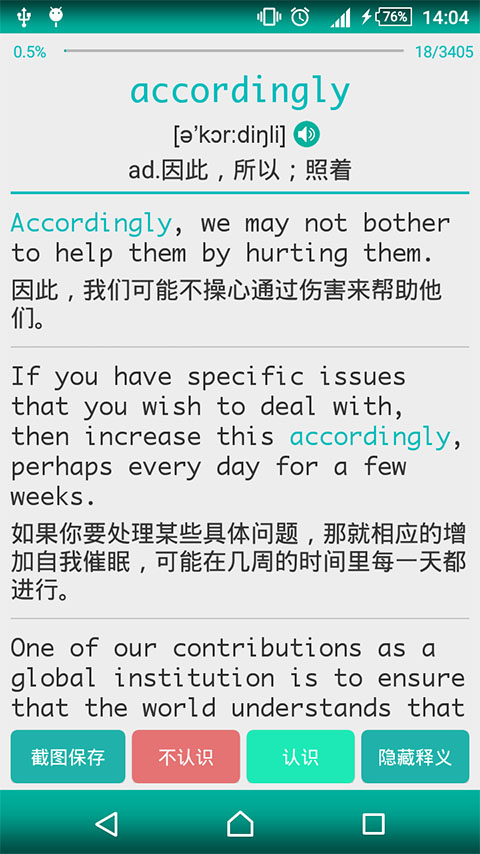 76% 14:04
0.5% 18/3405
accordingly
[ə'kɔr:diŋli]
ad.因此，所以；照着
Accordingly, we may not bother
to help them by hurting them.
因此，我们可能不操心通过伤害来帮助他
们。
If you have specific issues
that you wish to deal with,
then increase this accordingly,
perhaps every day for a few
weeks.
如果你要处理某些具体问题，那就相应的增
加自我催眠，可能在几周的时间里每一天都
进行。
One of our contributions as a
global institution is to ensure
that the world understands that
截图保存 不认识 认识 隐藏释义